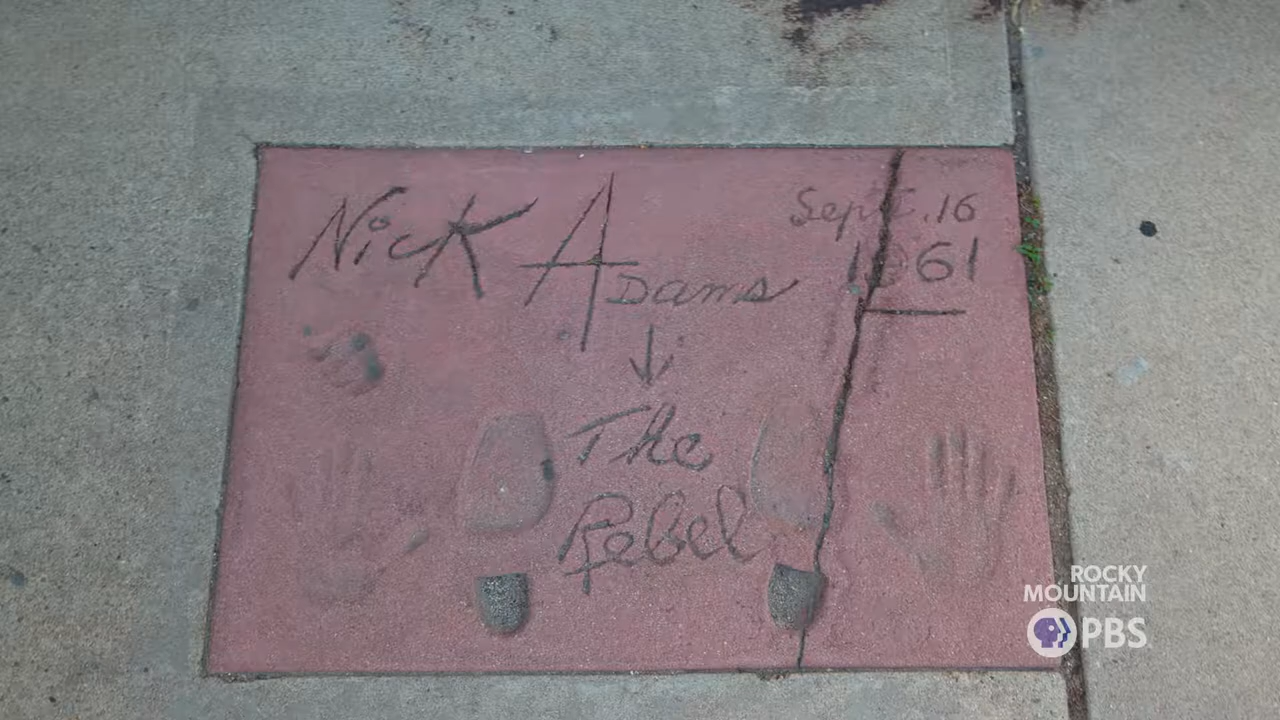 Nick Adams
Sept. 16
1961
The
Rebel
ROCKY
MOUNTAIN
PBS